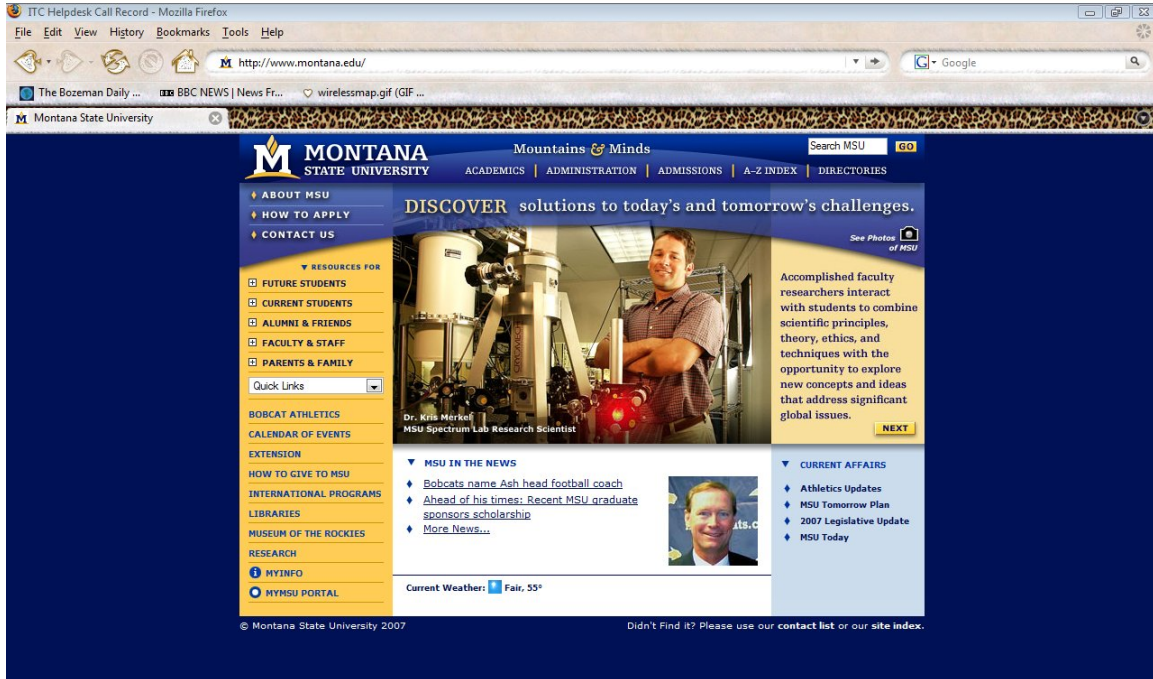 ITC Helpdesk Call Record - Mozilla Firefox
File Edit View History Bookmarks Tools Help
M http://www.montana.edu/
G Google
The Bozeman Daily ... BBC NEWS | News Fr... wirelessmap.gif (GIF ...
M Montana State University
M MONTANA
STATE UNIVERSITY
Mountains & Minds
Search MSU GO
ACADEMICS | ADMINISTRATION | ADMISSIONS | A-Z INDEX | DIRECTORIES
ABOUT MSU
HOW TO APPLY
CONTACT US
RESOURCES FOR
FUTURE STUDENTS
CURRENT STUDENTS
ALUMNI & FRIENDS
FACULTY & STAFF
PARENTS & FAMILY
Quick Links
BOBCAT ATHLETICS
CALENDAR OF EVENTS
EXTENSION
HOW TO GIVE TO MSU
INTERNATIONAL PROGRAMS
LIBRARIES
MUSEUM OF THE ROCKIES
RESEARCH
MYINFO
MYMSU PORTAL
DISCOVER solutions to today's and tomorrow's challenges.
See Photos
of MSU
CRYOMECH
Dr. Kris Merkel
MSU Spectrum Lab Research Scientist
Accomplished faculty
researchers interact
with students to combine
scientific principles,
theory, ethics, and
techniques with the
opportunity to explore
new concepts and ideas
that address significant
global issues.
NEXT
MSU IN THE NEWS
Bobcats name Ash head football coach
Ahead of his times: Recent MSU graduate
sponsors scholarship
More News...
Current Weather: Fair, 55°
CURRENT AFFAIRS
Athletics Updates
MSU Tomorrow Plan
2007 Legislative Update
MSU Today
© Montana State University 2007
Didn't Find it? Please use our contact list or our site index.